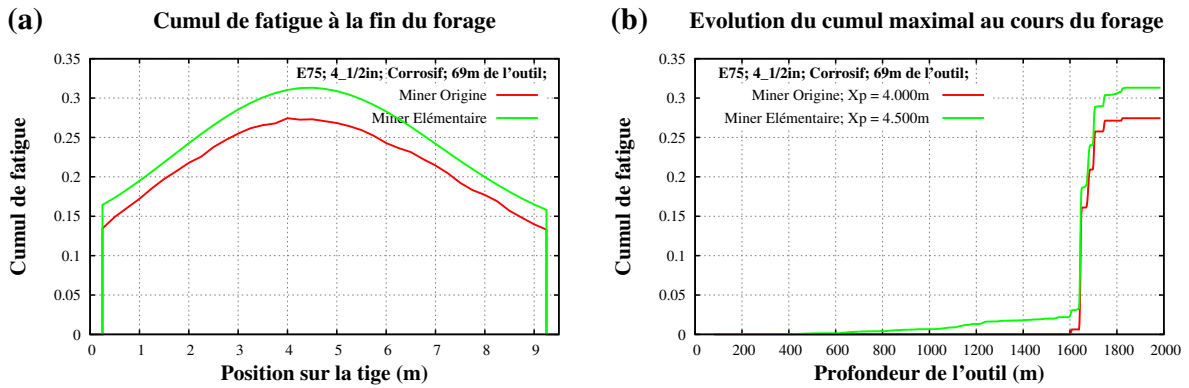 (a)
Cumul de fatigue à la fin du forage
E75; 4_1/2in; Corrosif; 69m de l'outil;
Miner Origine
Miner Elémentaire
0.35
0.3
0.25
0.2
0.15
0.1
0.05
0
Cumul de fatigue
0 1 2 3 4 5 6 7 8 9
Position sur la tige (m)
(b)
Evolution du cumul maximal au cours du forage
E75; 4_1/2in; Corrosif; 69m de l'outil;
Miner Origine; Xp = 4.000m
Miner Elémentaire; Xp = 4.500m
0.35
0.3
0.25
0.2
0.15
0.1
0.05
0
Cumul de fatigue
0 200 400 600 800 1000 1200 1400 1600 1800 2000
Profondeur de l'outil (m)